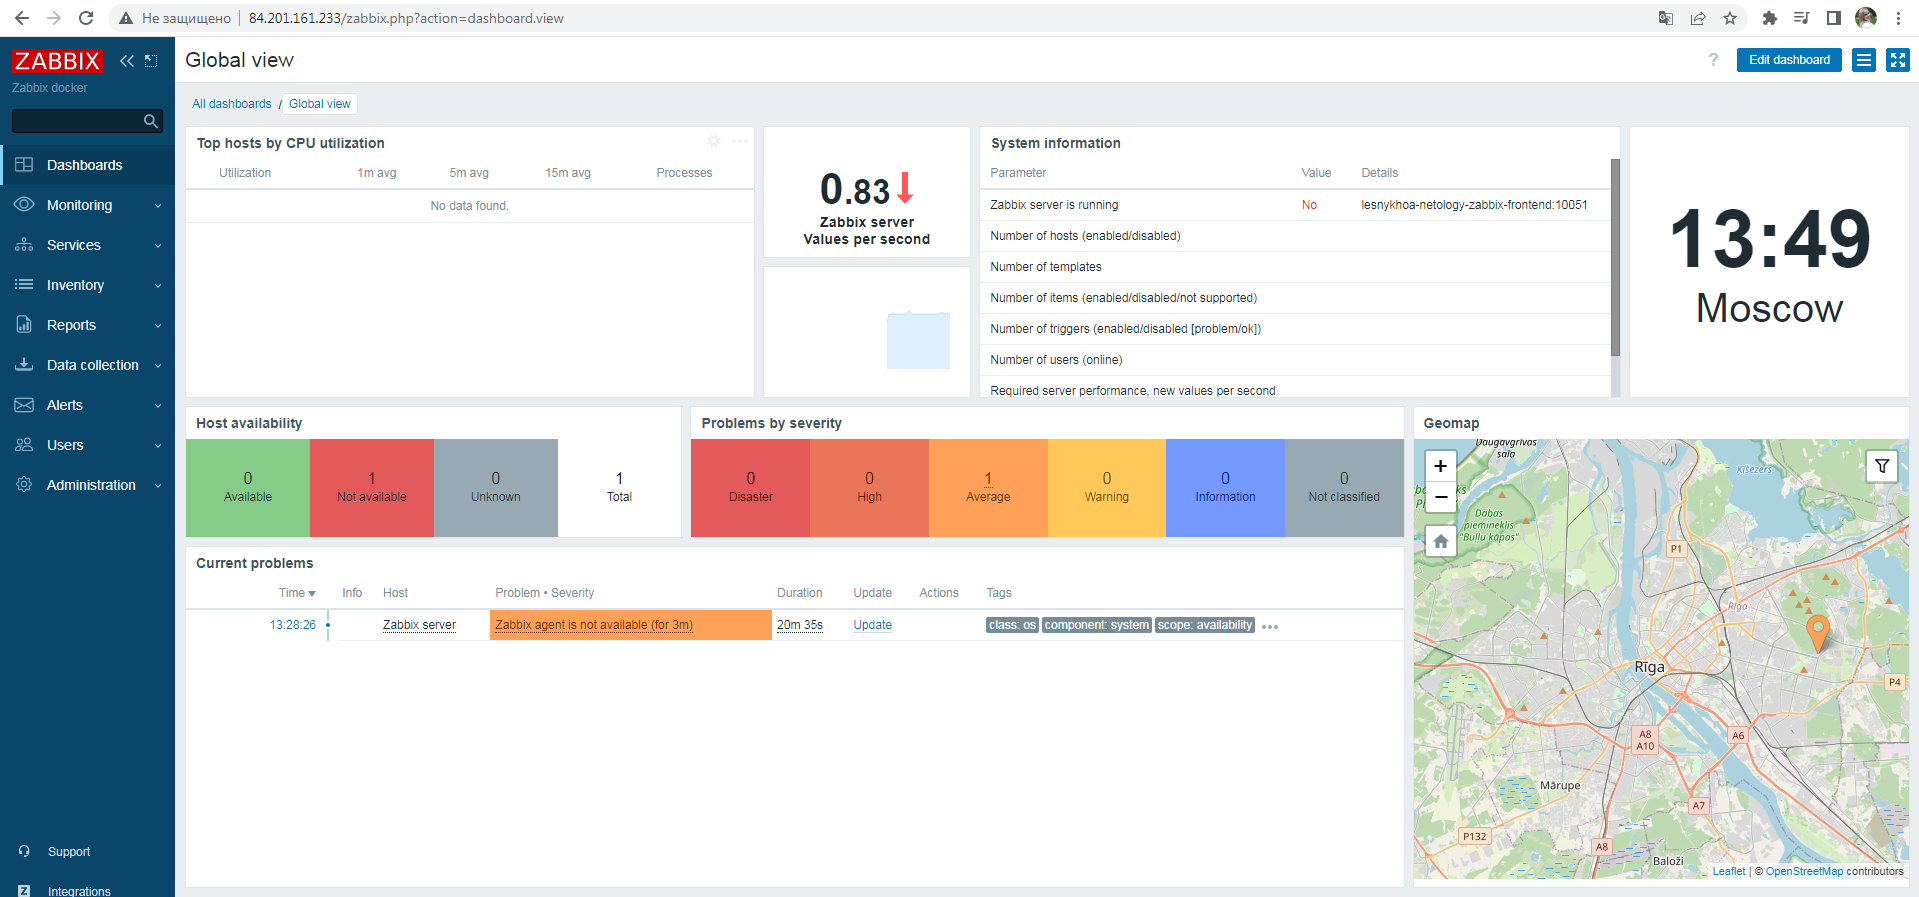 Не защищено | 84.201.161.233/zabbix.php?action=dashboard.view
ZABBIX
Zabbix docker
Dashboards
Monitoring
Services
Inventory
Reports
Data collection
Alerts
Users
Administration
Support
Z Integrations
Global view
? Edit dashboard
All dashboards / Global view
Top hosts by CPU utilization
Utilization 1m avg 5m avg 15m avg Processes
No data found.
0.83
Zabbix server
Values per second
System information
Parameter Value Details
Zabbix server is running No lesnykhoa-netology-zabbix-frontend:10051
Number of hosts (enabled/disabled)
Number of templates
Number of items (enabled/disabled/not supported)
Number of triggers (enabled/disabled [problem/ok])
Number of users (online)
Required server performance, new values per second
13:49
Moscow
Host availability
0 1 0 1
Available Not available Unknown Total
Problems by severity
0 0 1 0 0 0
Disaster High Average Warning Information Not classified
Current problems
Time Info Host Problem • Severity Duration Update Actions Tags
13:28:26 Zabbix server Zabbix agent is not available (for 3m) 20m 35s Update class: os component: system scope: availability
Geomap
+
−
Daugavgrīvas
sala
Ķīšezers
Dabas
piemineklis
"Buļļu kāpas"
P1
Rīga
Rīga
P4
A8
A10
A6
Mārupe
A7
P132
A8
Baloži
Leaflet | © OpenStreetMap contributors